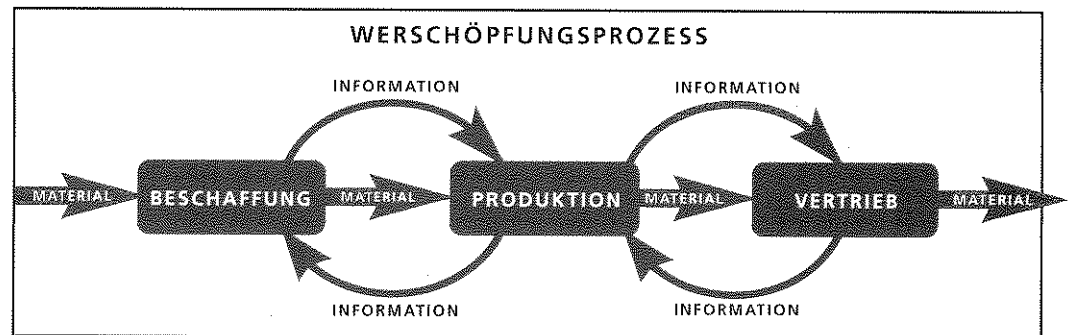 WERSCHÖPFUNGSPROZESS
INFORMATION INFORMATION
MATERIAL BESCHAFFUNG MATERIAL PRODUKTION MATERIAL VERTRIEB MATERIAL
INFORMATION INFORMATION